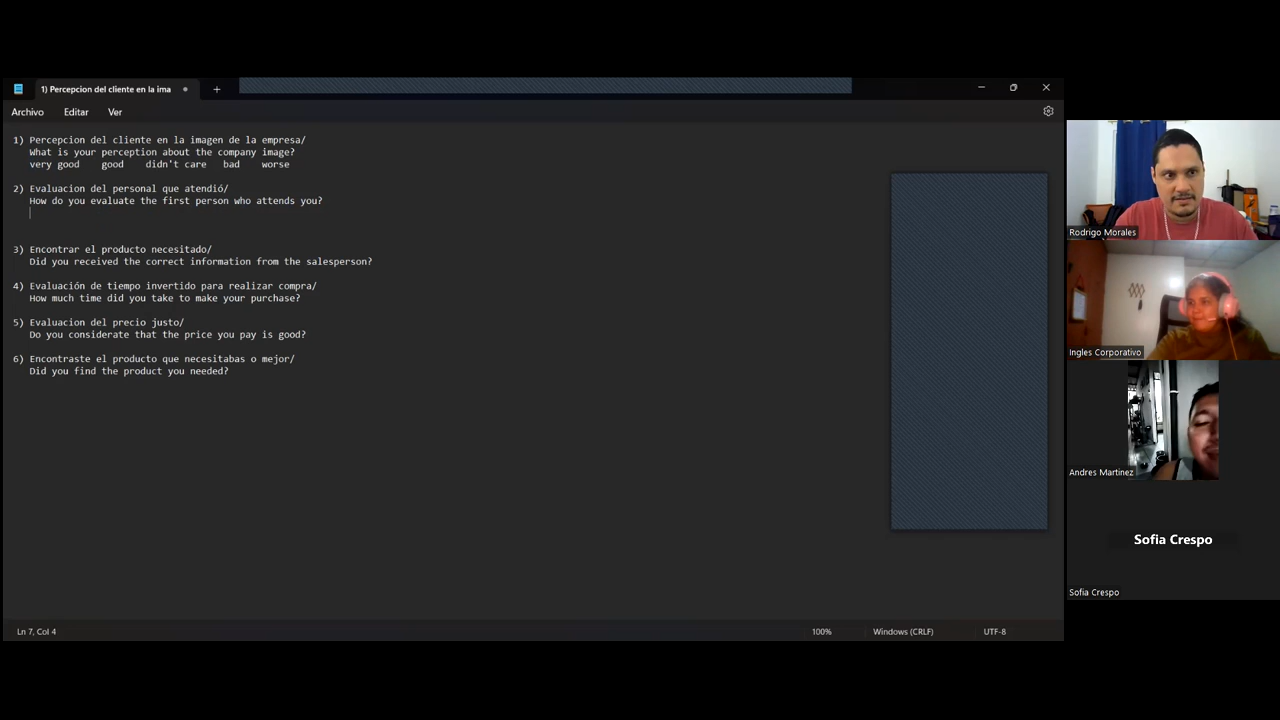 1) Percepcion del cliente en la ima
Archivo Editar Ver
1) Percepcion del cliente en la imagen de la empresa/
What is your perception about the company image?
very good good didn't care bad worse
2) Evaluacion del personal que atendió/
How do you evaluate the first person who attends you?
3) Encontrar el producto necesitado/
Did you received the correct information from the salesperson?
4) Evaluación de tiempo invertido para realizar compra/
How much time did you take to make your purchase?
5) Evaluacion del precio justo/
Do you considerate that the price you pay is good?
6) Encontraste el producto que necesitabas o mejor/
Did you find the product you needed?
Ln 7, Col 4 100% Windows (CRLF) UTF-8
Rodrigo Morales
Ingles Corporativo
Andres Martinez
Sofia Crespo
Sofia Crespo